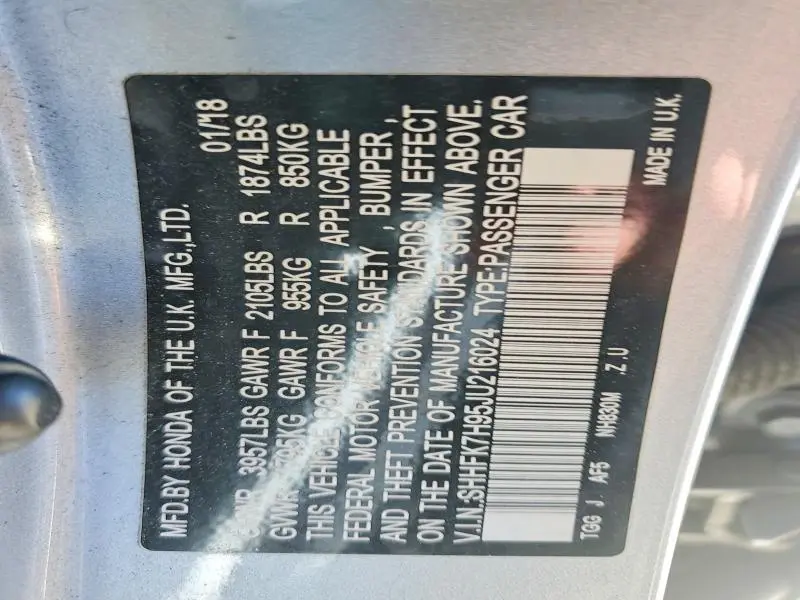 MFD.BY HONDA OF THE U.K. MFG.,LTD.
01/18
GVWR 3957LBS GAWR F 2105LBS R 1874LBS
GVWR 1795KG GAWR F 955KG R 850KG
THIS VEHICLE CONFORMS TO ALL APPLICABLE
FEDERAL MOTOR VEHICLE SAFETY , BUMPER ,
AND THEFT PREVENTION STANDARDS IN EFFECT
ON THE DATE OF MANUFACTURE SHOWN ABOVE.
V.I.N.:SHHFK7H95JU216024 TYPE:PASSENGER CAR
TGG J AF5 NH830M .Z.U
MADE IN U.K.